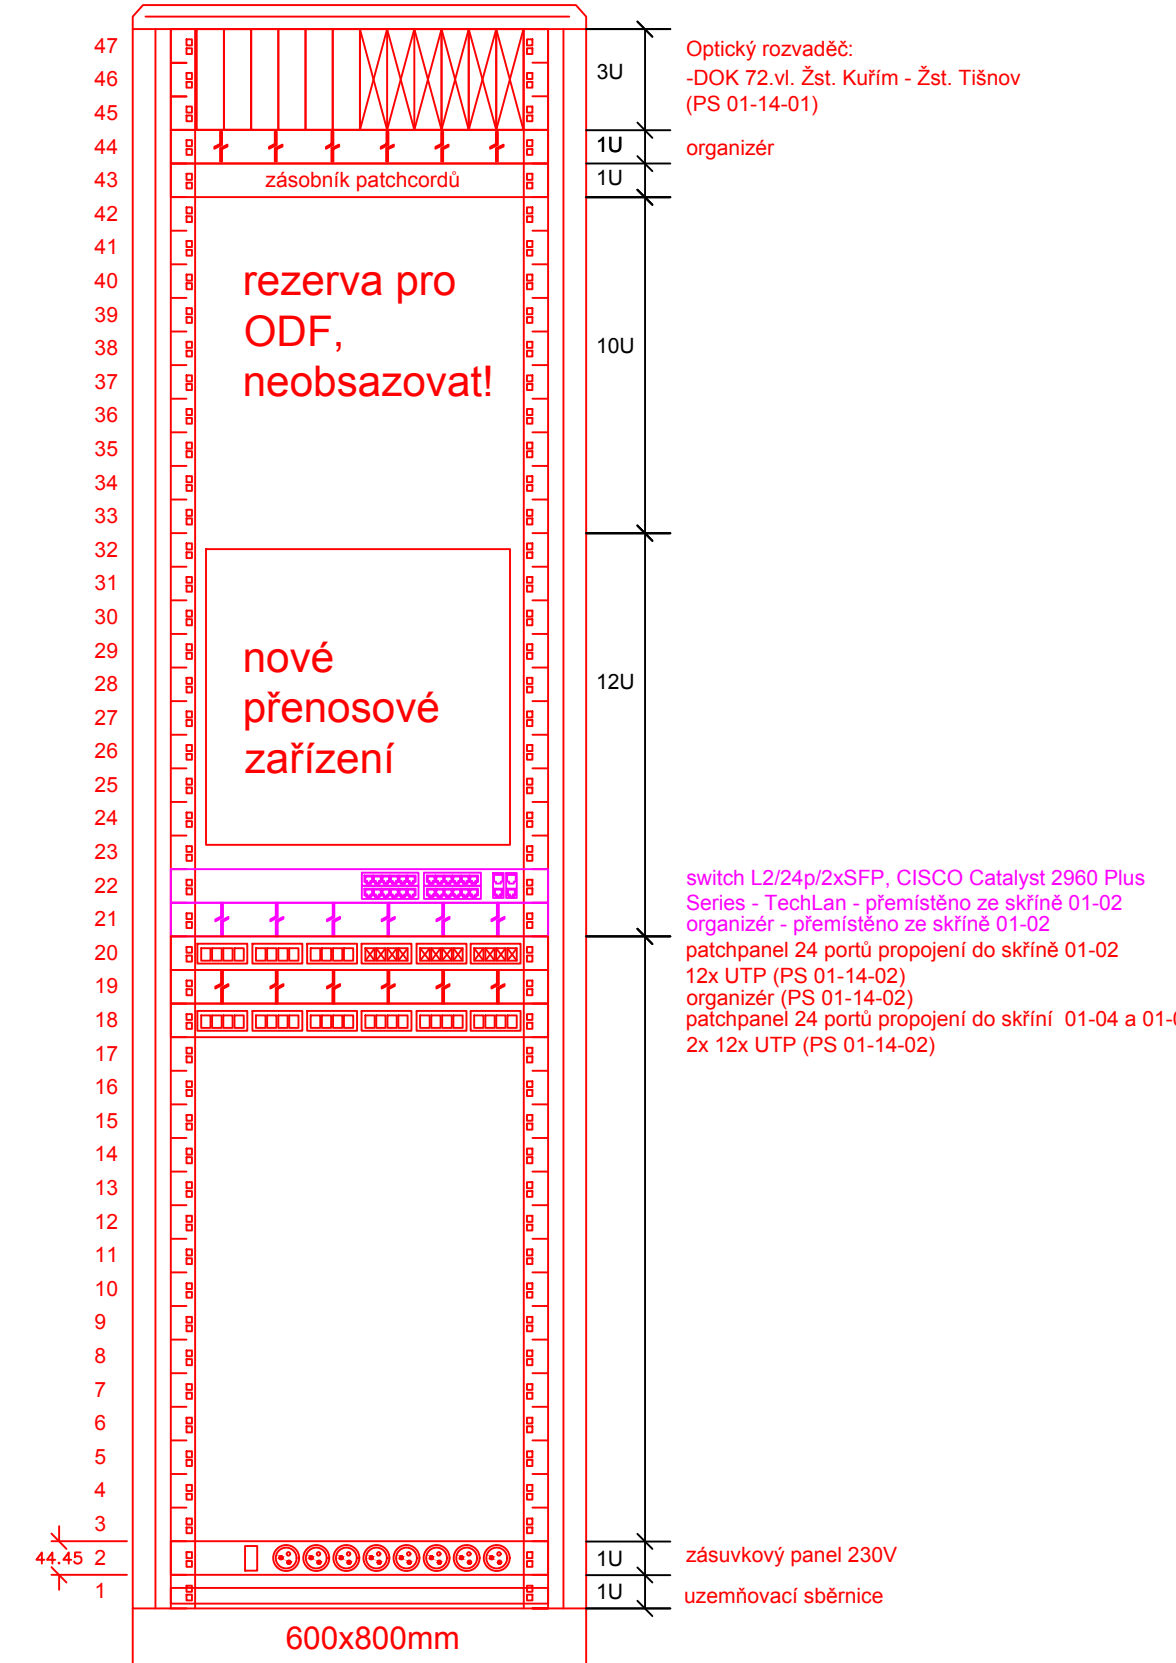 47
46
45
44
43
42
41
40
39
38
37
36
35
34
33
32
31
30
29
28
27
26
25
24
23
22
21
20
19
18
17
16
15
14
13
12
11
10
9
8
7
6
5
4
3
44.45 2
1
zásobník patchcordů
rezerva pro
ODF,
neobsazovat!
nové
přenosové
zařízení
600x800mm
3U
1U
1U
10U
12U
1U
1U
Optický rozvaděč:
-DOK 72.vl. Žst. Kuřim - Žst. Tišnov
(PS 01-14-01)
organizér
switch L2/24p/2xSFP, CISCO Catalyst 2960 Plus
Series - TechLan - přemístěno ze skříně 01-02
organizér - přemístěno ze skříně 01-02
patchpanel 24 portů propojení do skříně 01-02
12x UTP (PS 01-14-02)
organizér (PS 01-14-02)
patchpanel 24 portů propojení do skříní 01-04 a
2x 12x UTP (PS 01-14-02)
zásuvkový panel 230V
uzemňovací sběrnice